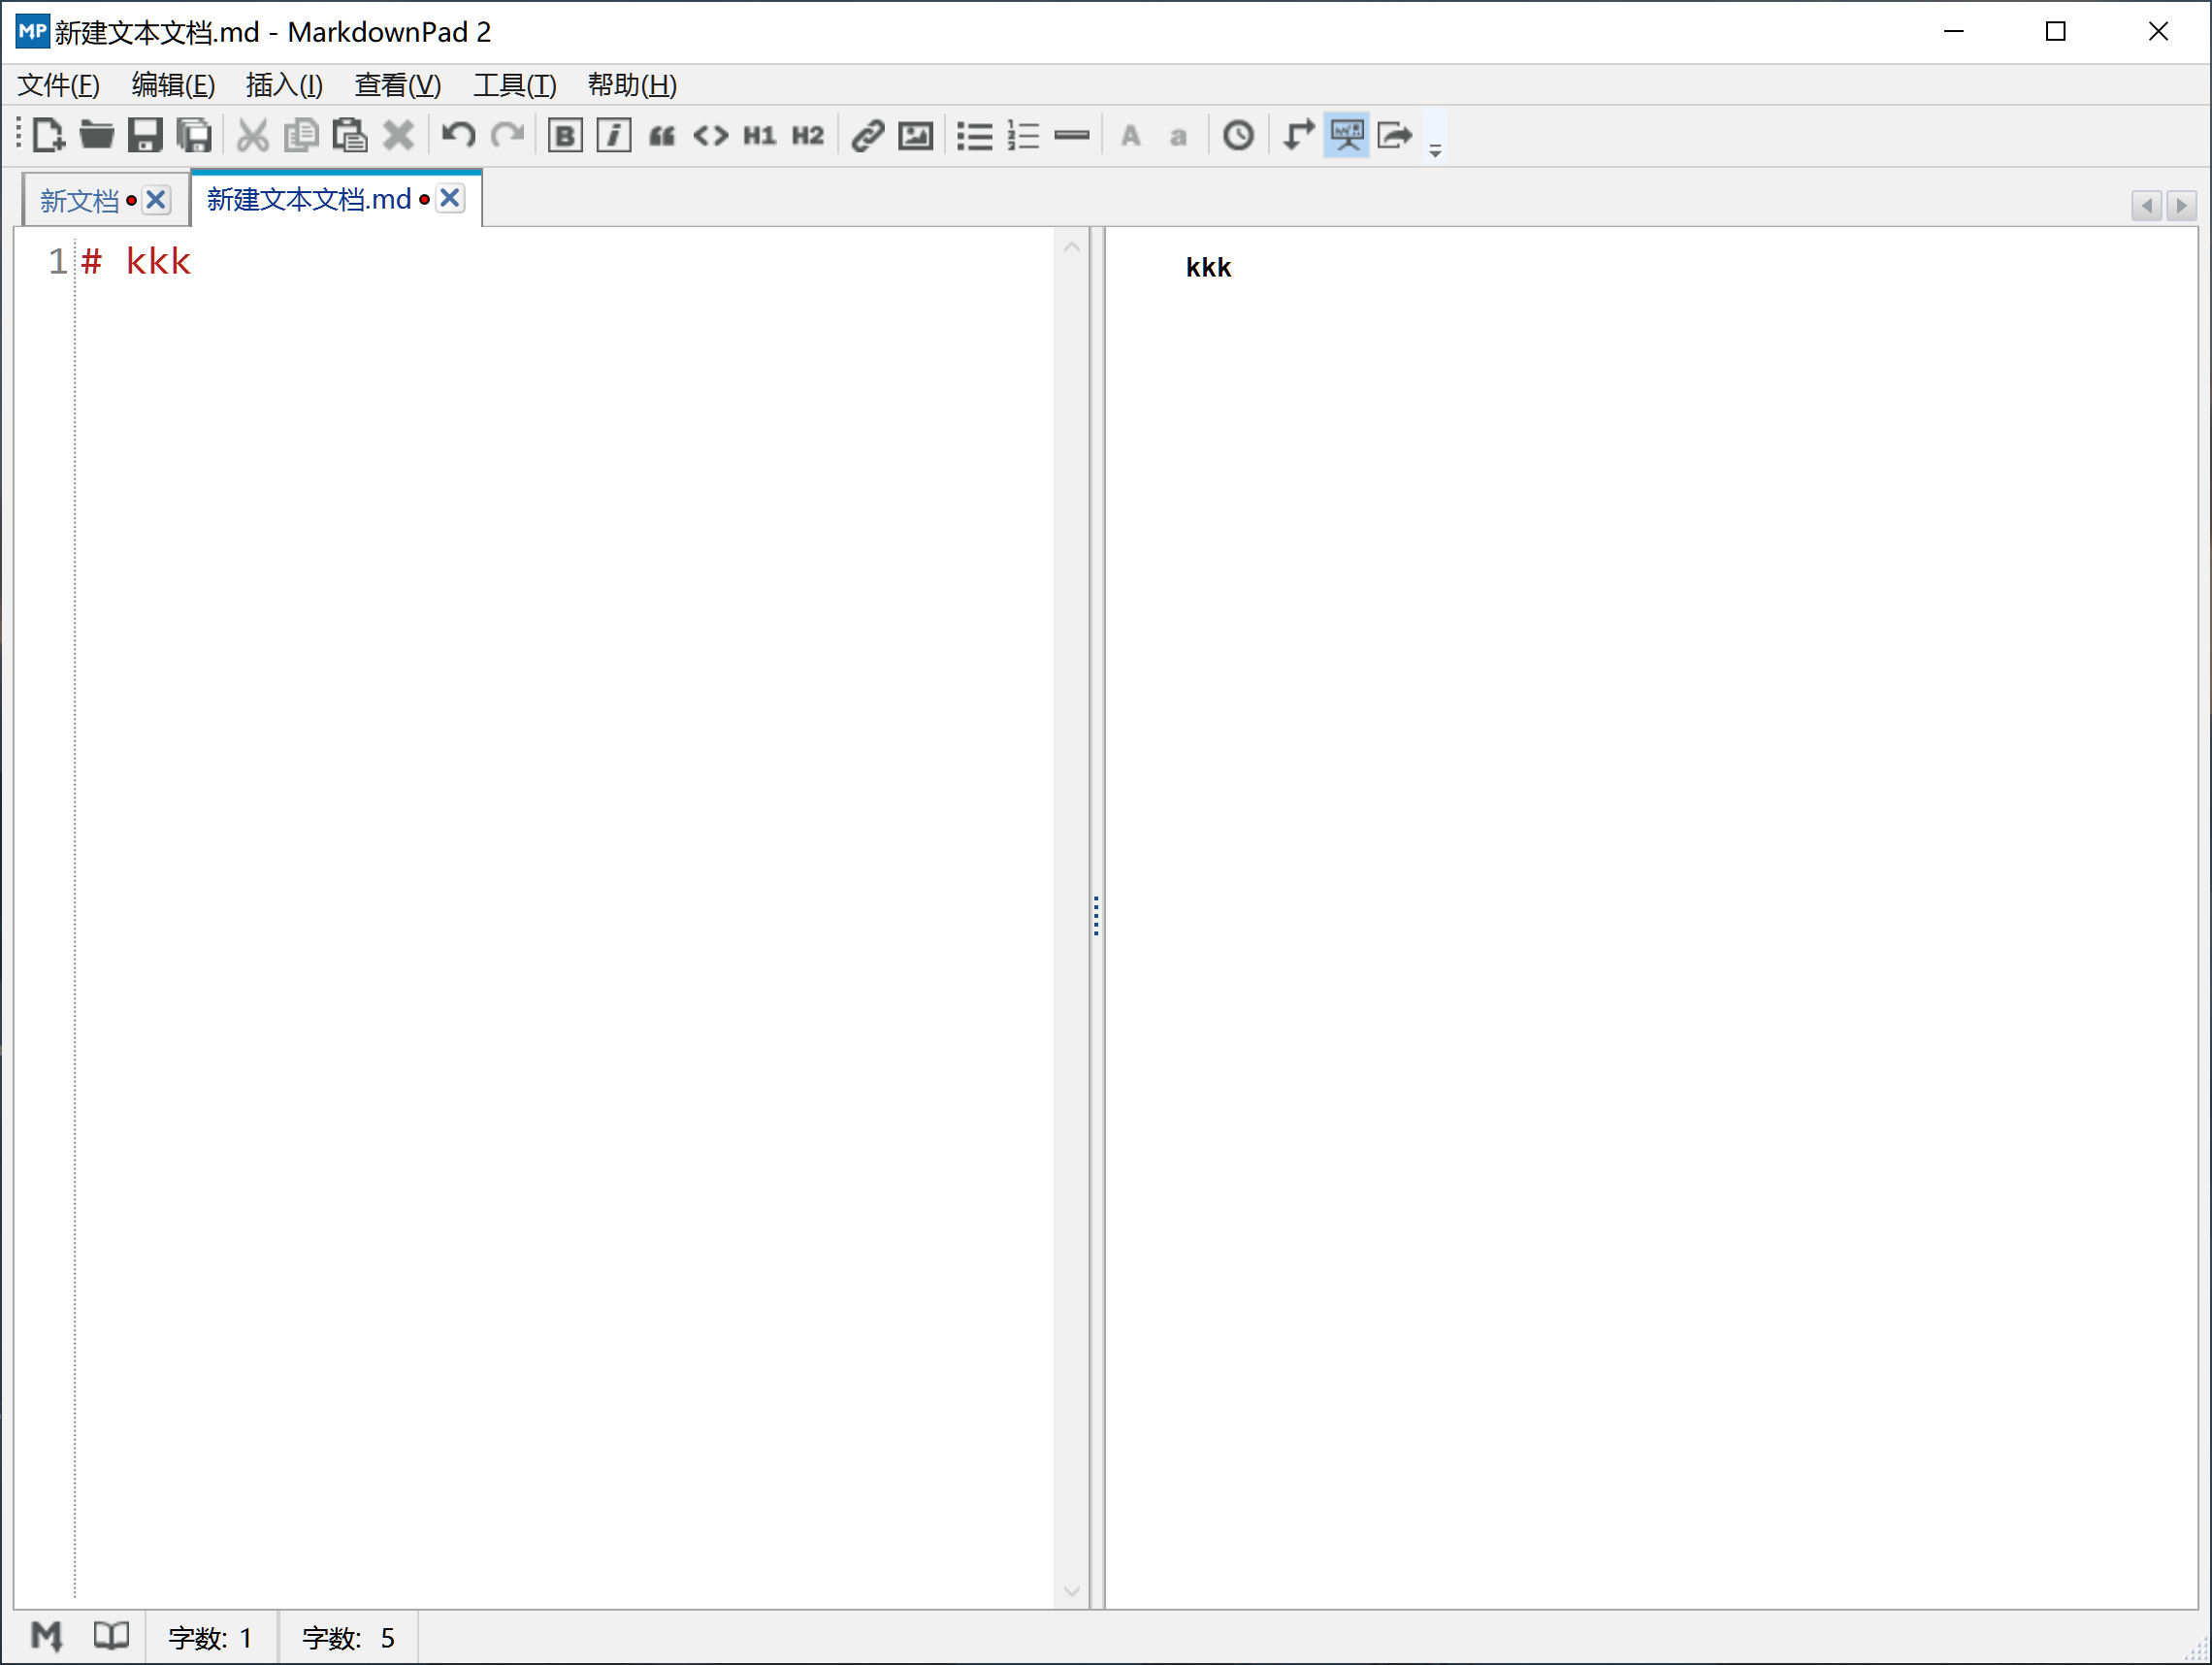 MP 新建文本文档.md - MarkdownPad 2
文件(F) 编辑(E) 插入(I) 查看(V) 工具(T) 帮助(H)
B i H1 H2 A a
新文档 新建文本文档.md
1 # kkk
kkk
M 字数: 1 字数: 5